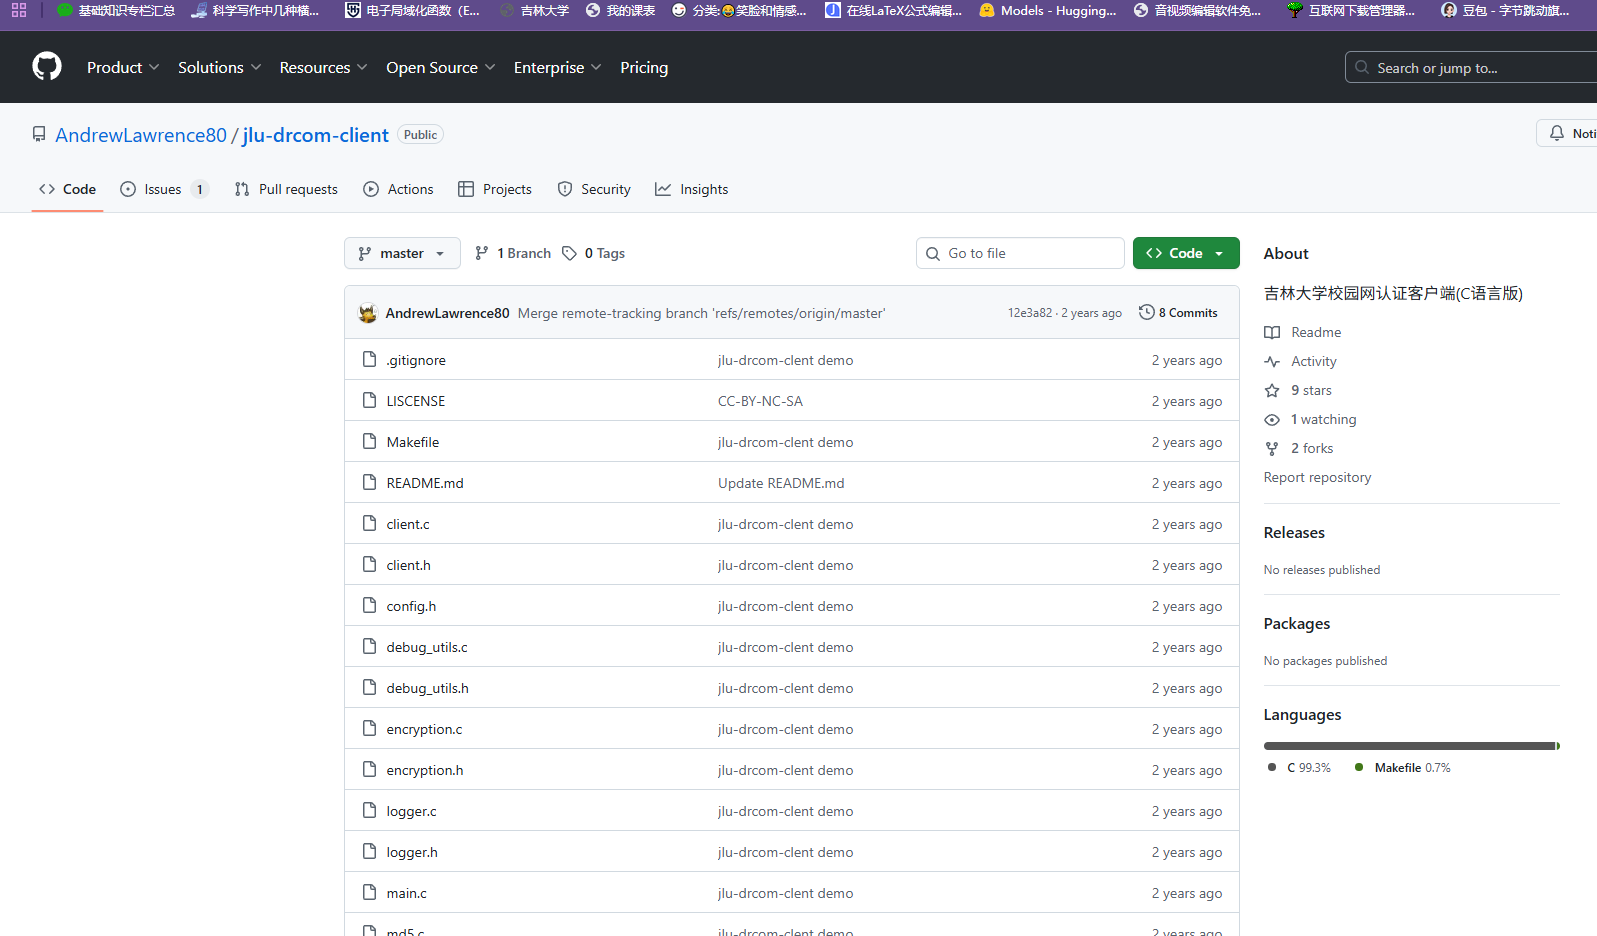 基础知识专栏汇总 科学写作中几种横... 电子局域化函数（E... 吉林大学 我的课表 分类:😄笑脸和情感... 在线LaTeX公式编辑... Models - Hugging... 音视频编辑软件免... 互联网下载管理器... 豆包 - 字节跳动旗...
Product Solutions Resources Open Source Enterprise Pricing Search or jump to...
AndrewLawrence80 / jlu-drcom-client Public Noti
Code Issues 1 Pull requests Actions Projects Security Insights
master 1 Branch 0 Tags Go to file Code
AndrewLawrence80 Merge remote-tracking branch 'refs/remotes/origin/master' 12e3a82 · 2 years ago 8 Commits
.gitignore jlu-drcom-clent demo 2 years ago
LISCENSE CC-BY-NC-SA 2 years ago
Makefile jlu-drcom-clent demo 2 years ago
README.md Update README.md 2 years ago
client.c jlu-drcom-clent demo 2 years ago
client.h jlu-drcom-clent demo 2 years ago
config.h jlu-drcom-clent demo 2 years ago
debug_utils.c jlu-drcom-clent demo 2 years ago
debug_utils.h jlu-drcom-clent demo 2 years ago
encryption.c jlu-drcom-clent demo 2 years ago
encryption.h jlu-drcom-clent demo 2 years ago
logger.c jlu-drcom-clent demo 2 years ago
logger.h jlu-drcom-clent demo 2 years ago
main.c jlu-drcom-clent demo 2 years ago
md5.c jlu-drcom-clent demo 2 years ago
About
吉林大学校园网认证客户端(C语言版)
Readme
Activity
9 stars
1 watching
2 forks
Report repository
Releases
No releases published
Packages
No packages published
Languages
C 99.3% Makefile 0.7%